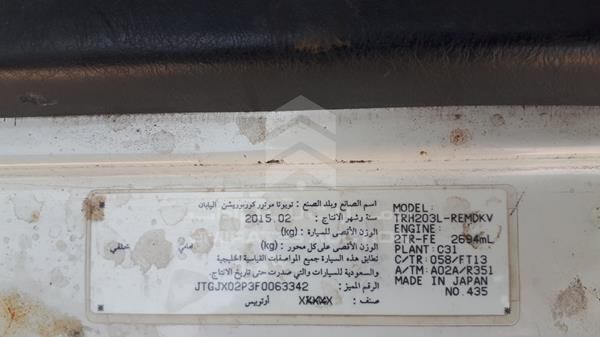 اسم الصانع وبلد الصنع : تويوتا موتور كوربوريشن اليابان
سنة وشهر الانتاج : 2015.02
الوزن الأقصى للسيارة (kg) :
الوزن الأقصى على كل محور (kg) : أمامي خلفي
تطابق هذه السيارة جميع المواصفات القياسية الخليجية
والسعودية للسيارات والتي صدرت حتى تاريخ الانتاج.
الرقم المميز : JTGJX02P3F0063342
صنف : XXXXX أوتوبيس
MODEL:
TRH203L-REMDKV
ENGINE:
2TR-FE 2694mL
PLANT: C31
C/TR: 058/FT13
A/TM: A02A/R351
MADE IN JAPAN
NO.435